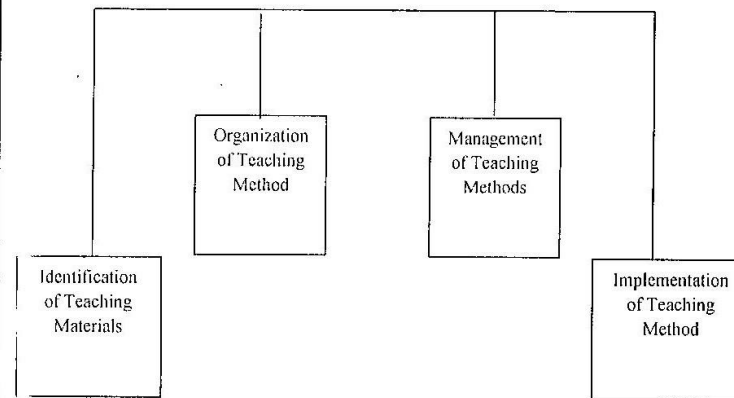 Organization
of Teaching
Method
Management
of Teaching
Methods
Identification
of Teaching
Materials
Implementation
of Teaching
Method